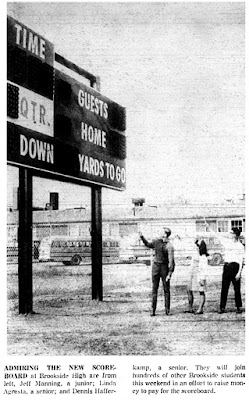 TIME
GUESTS
QTR.
HOME
DOWN
YARDS TO GO
ADMIRING THE NEW SCORE-
BOARD at Brookside High are from
left, Jeff Manning, a junior; Linda
Agresta, a senior; and Dennis Haffer-
kamp, a senior. They will join
hundreds of other Brookside students
this weekend in an effort to raise mon-
ey to pay for the scoreboard.